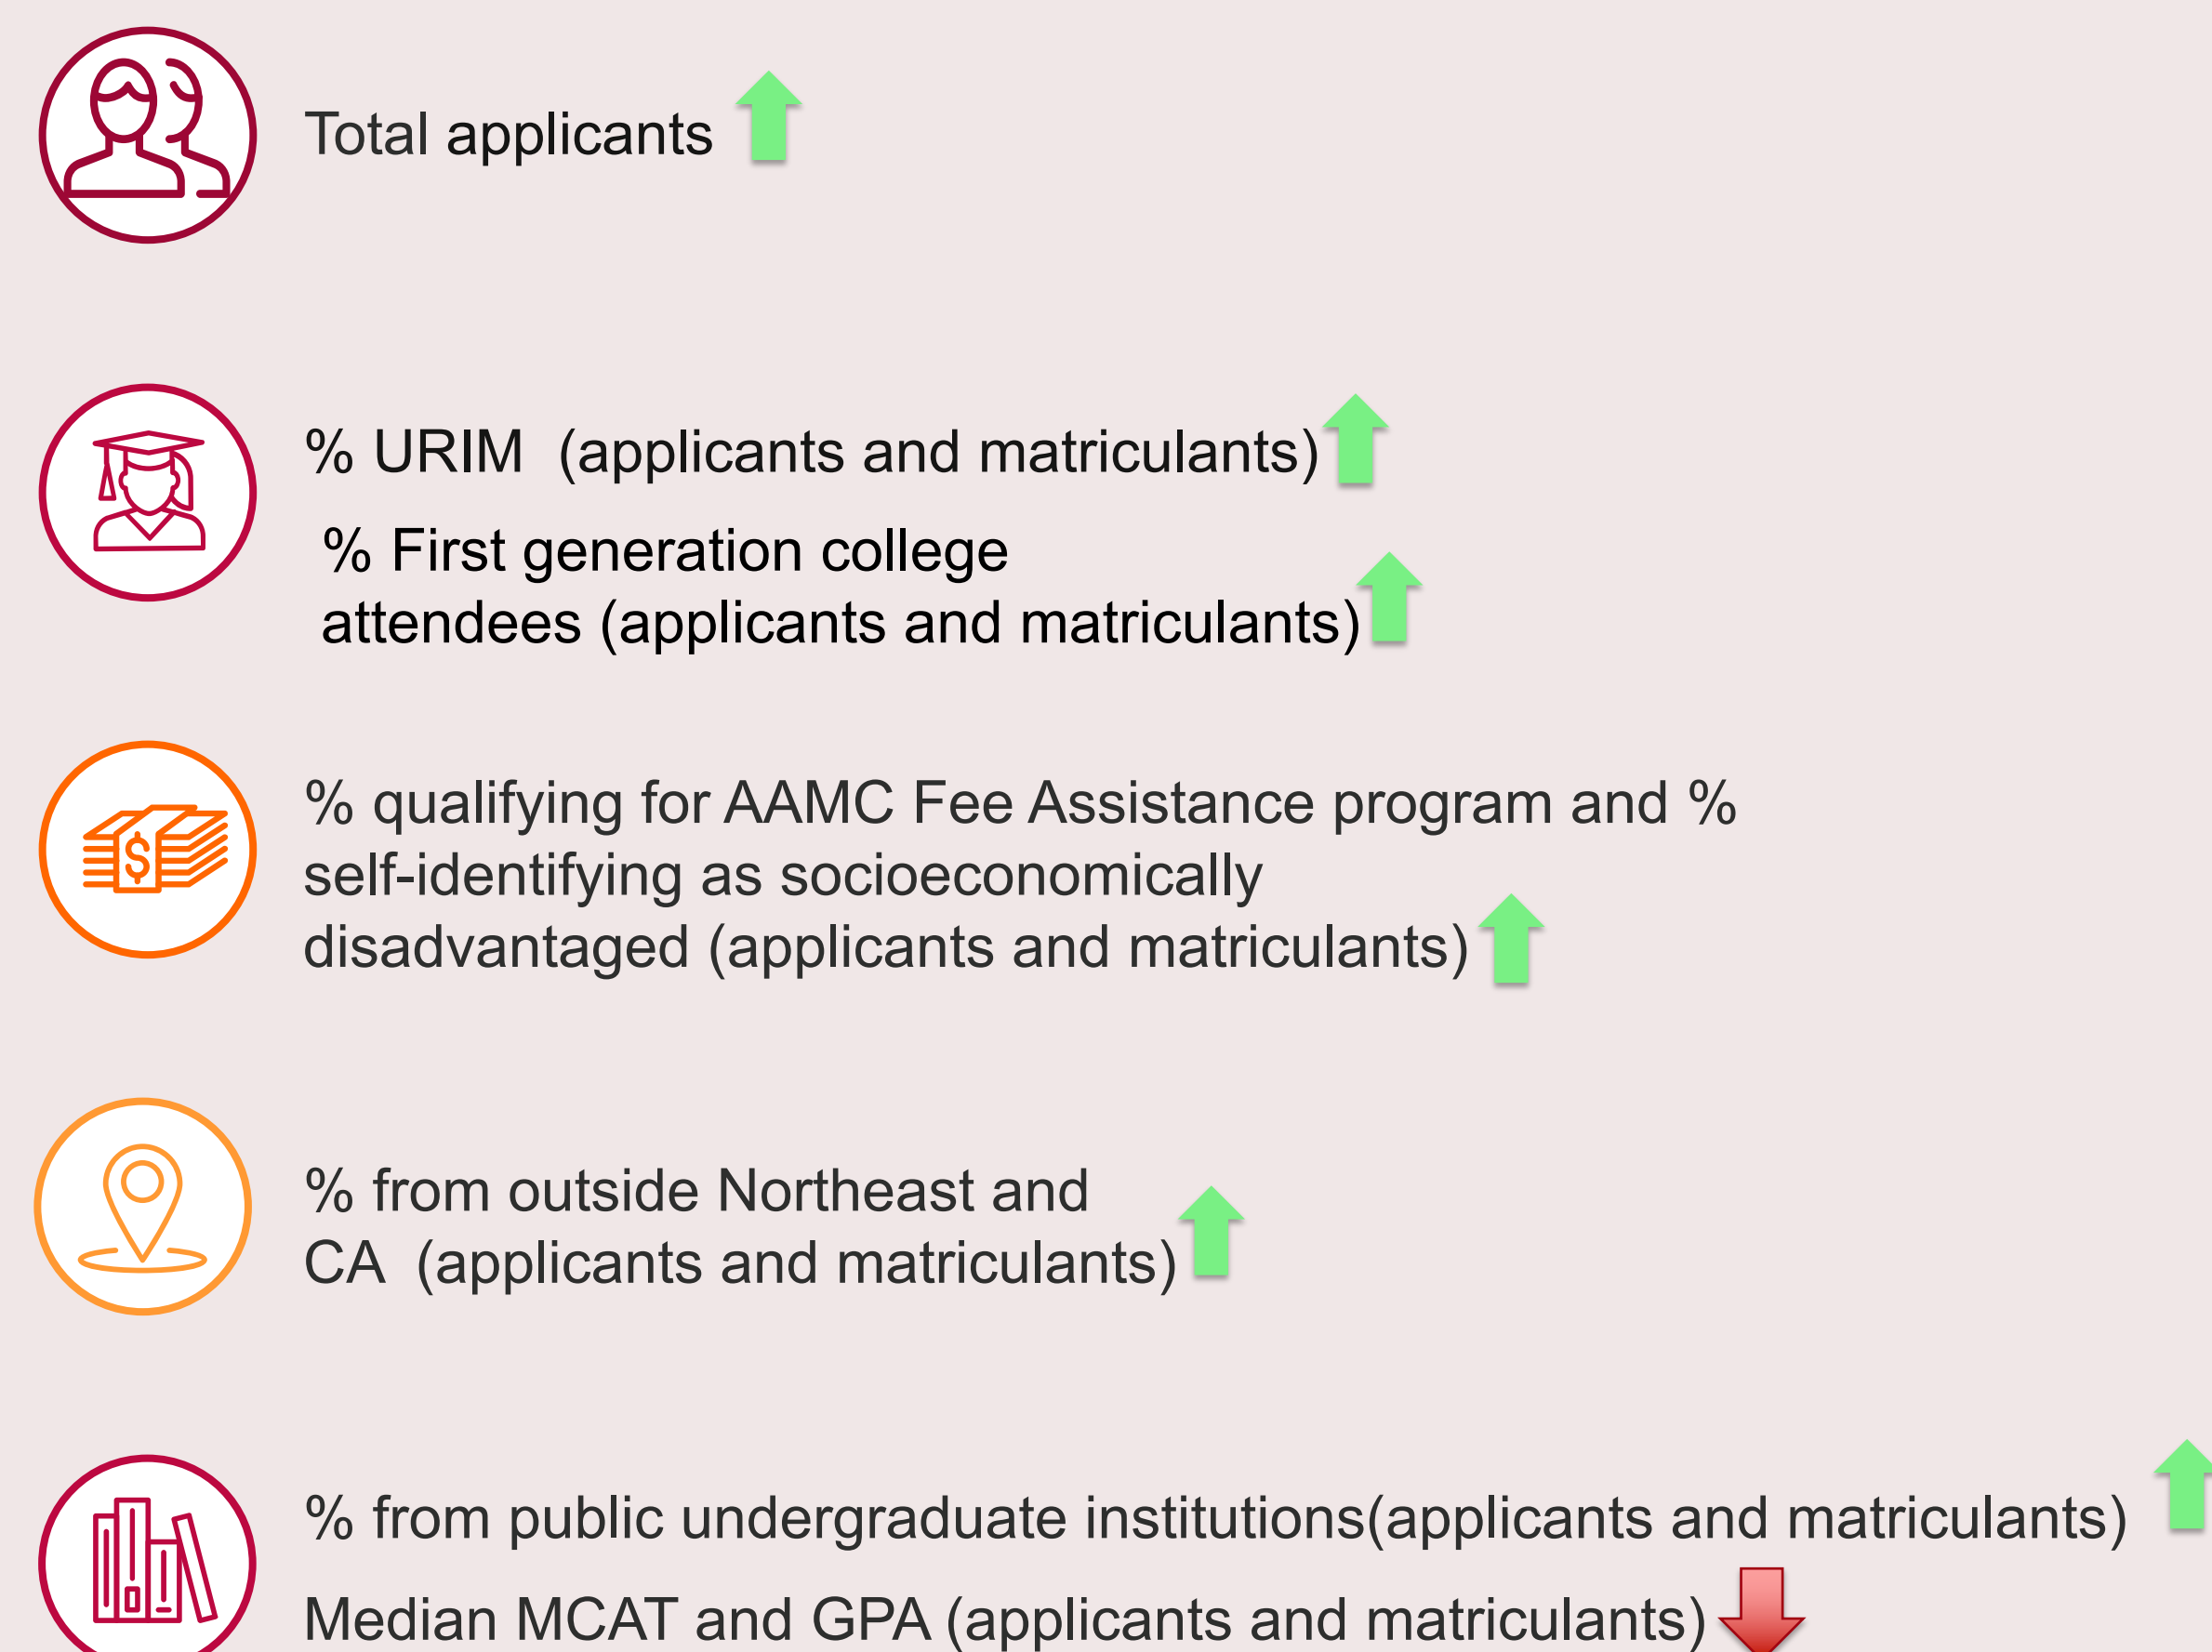 Total applicants
% URIM (applicants and matriculants)
% First generation college
attendees (applicants and matriculants)
% qualifying for AAMC Fee Assistance program and %
self-identifying as socioeconomically
disadvantaged (applicants and matriculants)
% from outside Northeast and
CA (applicants and matriculants)
% from public undergraduate institutions(applicants and matriculants)
Median MCAT and GPA (applicants and matriculants)